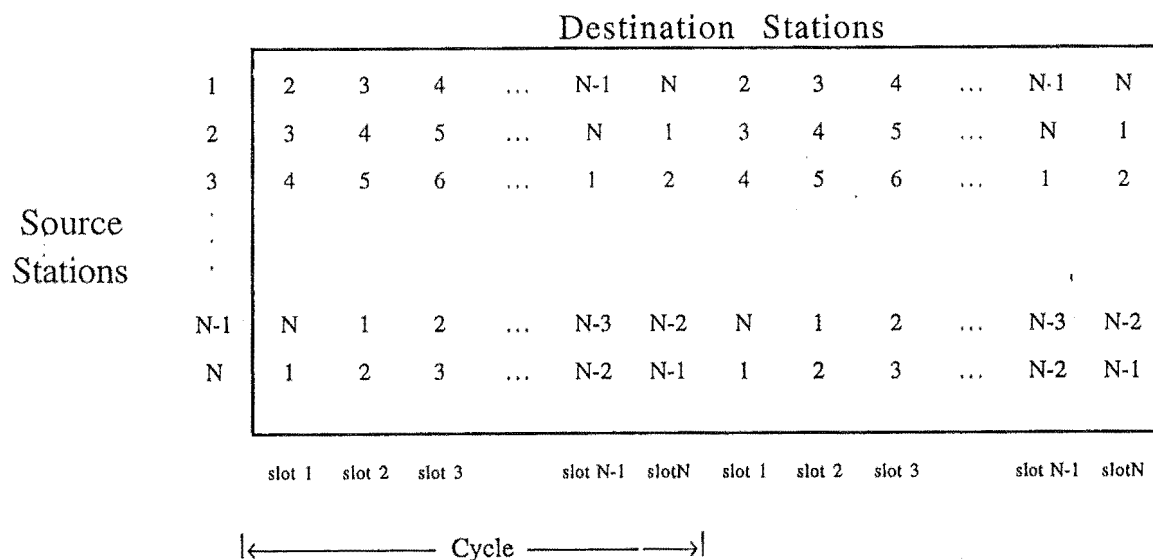 Destination Stations
1 2 3 4 ... N-1 N 2 3 4 ... N-1 N
2 3 4 5 ... N 1 3 4 5 ... N 1
3 4 5 6 ... 1 2 4 5 6 ... 1 2
Source
Stations
N-1 N 1 2 ... N-3 N-2 N 1 2 ... N-3 N-2
N 1 2 3 ... N-2 N-1 1 2 3 ... N-2 N-1
slot 1 slot 2 slot 3 slot N-1 slotN slot 1 slot 2 slot 3 slot N-1 slotN
Cycle